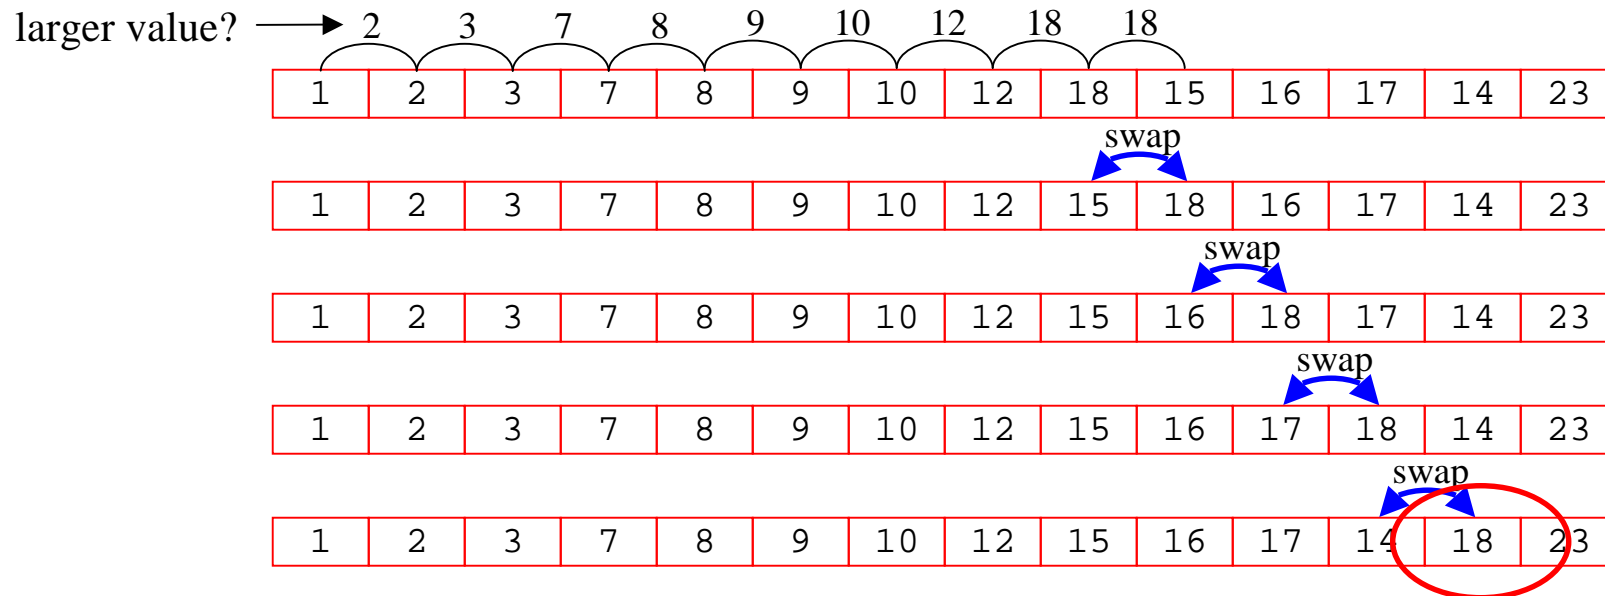 larger value? 2 3 7 8 9 10 12 18 18
1 2 3 7 8 9 10 12 18 15 16 17 14 23
swap
1 2 3 7 8 9 10 12 15 18 16 17 14 23
swap
1 2 3 7 8 9 10 12 15 16 18 17 14 23
swap
1 2 3 7 8 9 10 12 15 16 17 18 14 23
swap
1 2 3 7 8 9 10 12 15 16 17 14 18 23